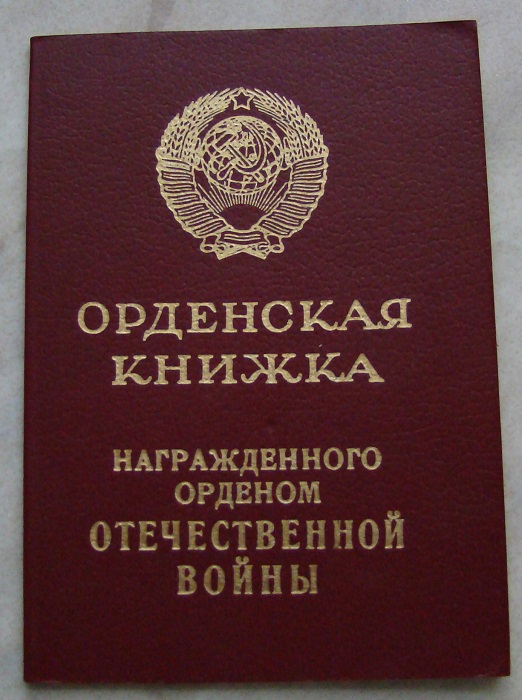 ОРДЕНСКАЯ
КНИЖКА
НАГРАЖДЕННОГО
ОРДЕНОМ
ОТЕЧЕСТВЕННОЙ
ВОЙНЫ